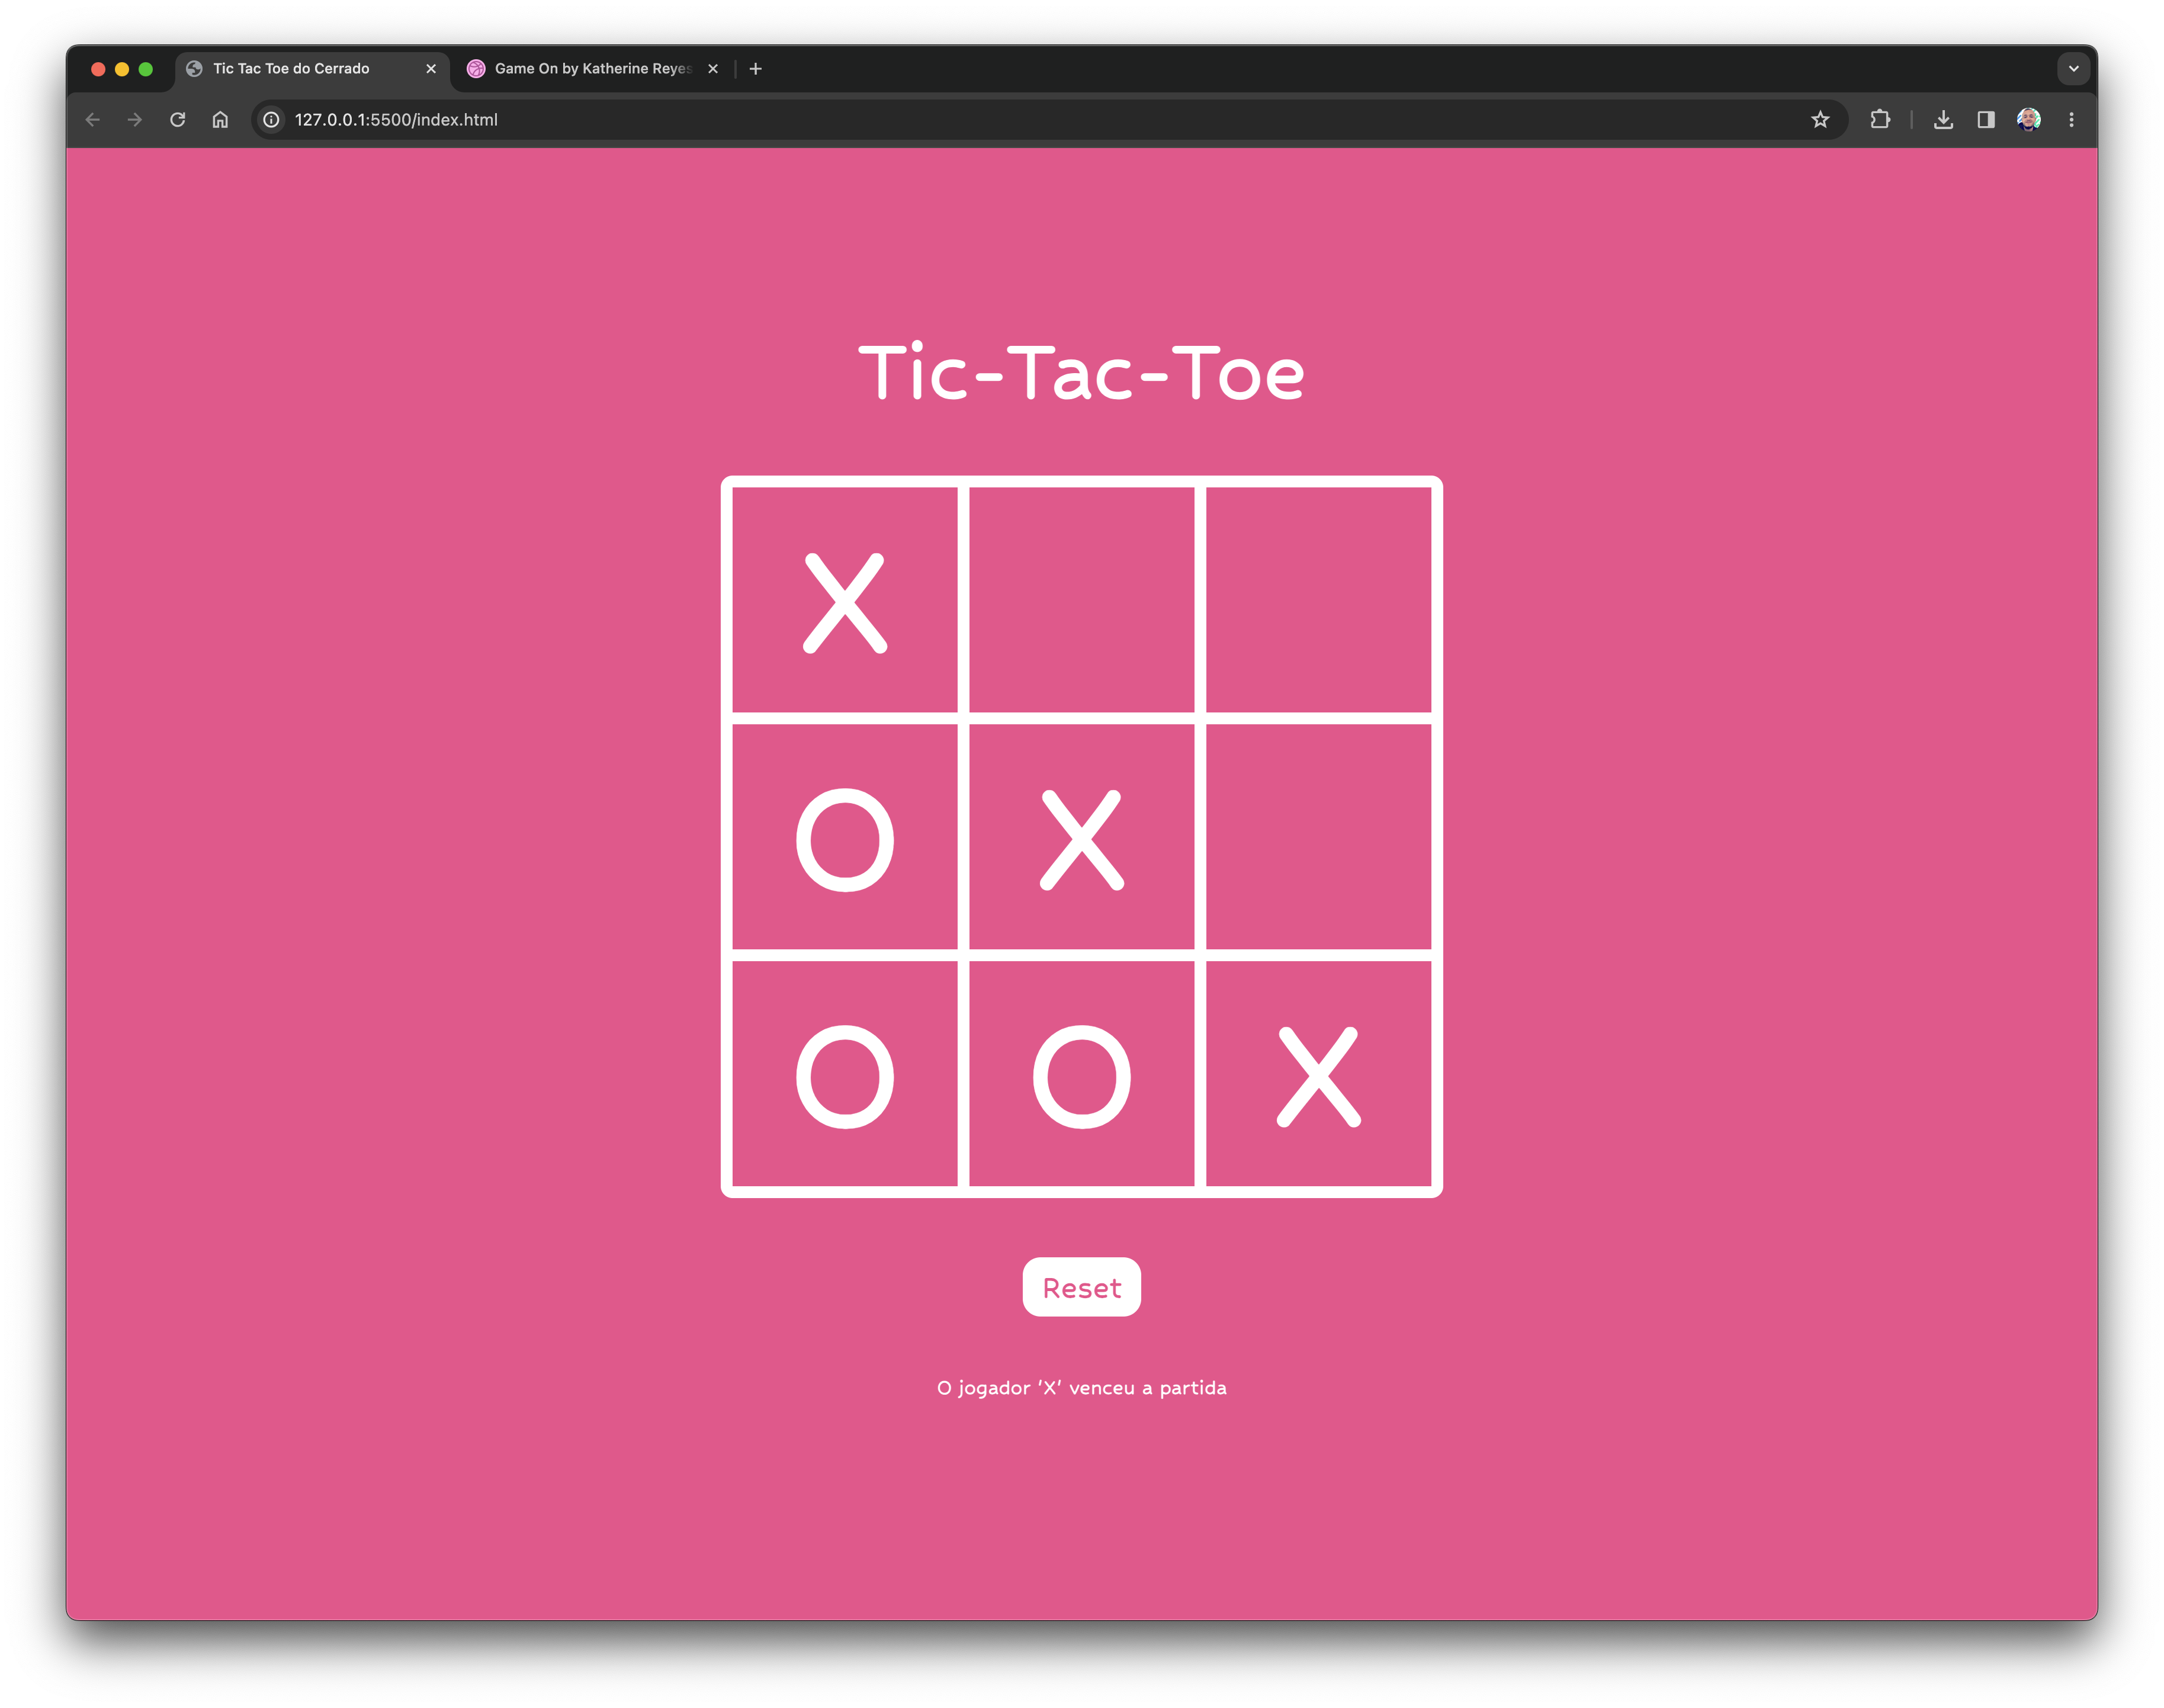 Tic Tac Toe do Cerrado
Game On by Katherine Reyes
127.0.0.1:5500/index.html
Tic-Tac-Toe
X
O X
O O X
Reset
O jogador 'X' venceu a partida